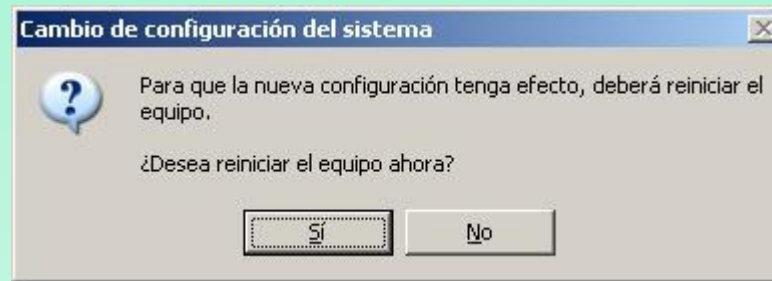 Cambio de configuración del sistema
Para que la nueva configuración tenga efecto, deberá reiniciar el
equipo.
¿Desea reiniciar el equipo ahora?
Sí
No